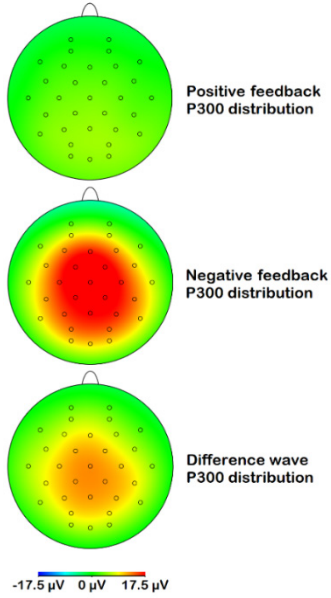 Positive feedback
P300 distribution
Negative feedback
P300 distribution
Difference wave
P300 distribution
-17.5 µV 0 µV 17.5 µV